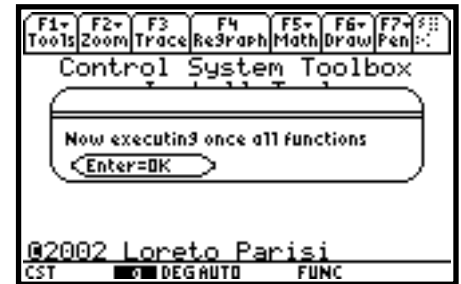 F1▾ F2▾ F3 F4 F5▾ F6▾ F7▾
Tools Zoom Trace ReGraph Math Draw Pen
Control System Toolbox
Now executing once all functions
<Enter=OK >
©2002 Loreto Parisi
CST DEG AUTO FUNC